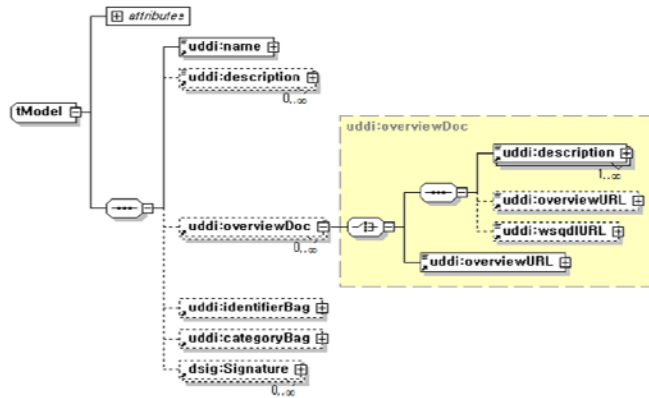 attributes
uddi:name
uddi:description
0..∞
tModel
uddi:overviewDoc
uddi:description
1..∞
uddi:overviewURL
uddi:wsqdlURL
uddi:overviewDoc
0..∞
uddi:overviewURL
uddi:identifierBag
uddi:categoryBag
dsig:Signature
0..∞